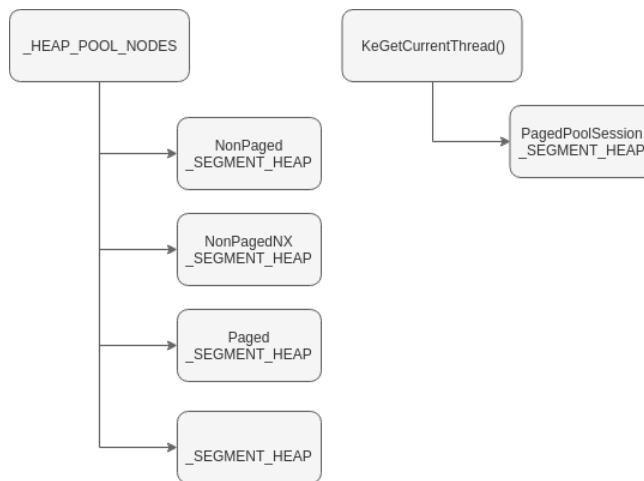 _HEAP_POOL_NODES
KeGetCurrentThread()
PagedPoolSession
_SEGMENT_HEAP
NonPaged
_SEGMENT_HEAP
NonPagedNX
_SEGMENT_HEAP
Paged
_SEGMENT_HEAP
_SEGMENT_HEAP